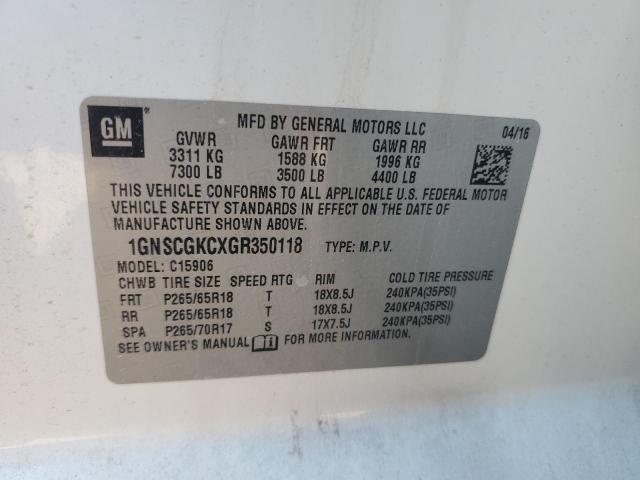 GM
MFD BY GENERAL MOTORS LLC 04/16
GVWR GAWR FRT GAWR RR
3311 KG 1588 KG 1996 KG
7300 LB 3500 LB 4400 LB
THIS VEHICLE CONFORMS TO ALL APPLICABLE U.S. FEDERAL MOTOR
VEHICLE SAFETY STANDARDS IN EFFECT ON THE DATE OF
MANUFACTURE SHOWN ABOVE.
1GNSCGKCXGR350118 TYPE: M.P.V.
MODEL: C15906
CHWB TIRE SIZE SPEED RTG RIM COLD TIRE PRESSURE
FRT P265/65R18 T 18X8.5J 240KPA(35PSI)
RR P265/65R18 T 18X8.5J 240KPA(35PSI)
SPA P265/70R17 S 17X7.5J 240KPA(35PSI)
SEE OWNER'S MANUAL FOR MORE INFORMATION.